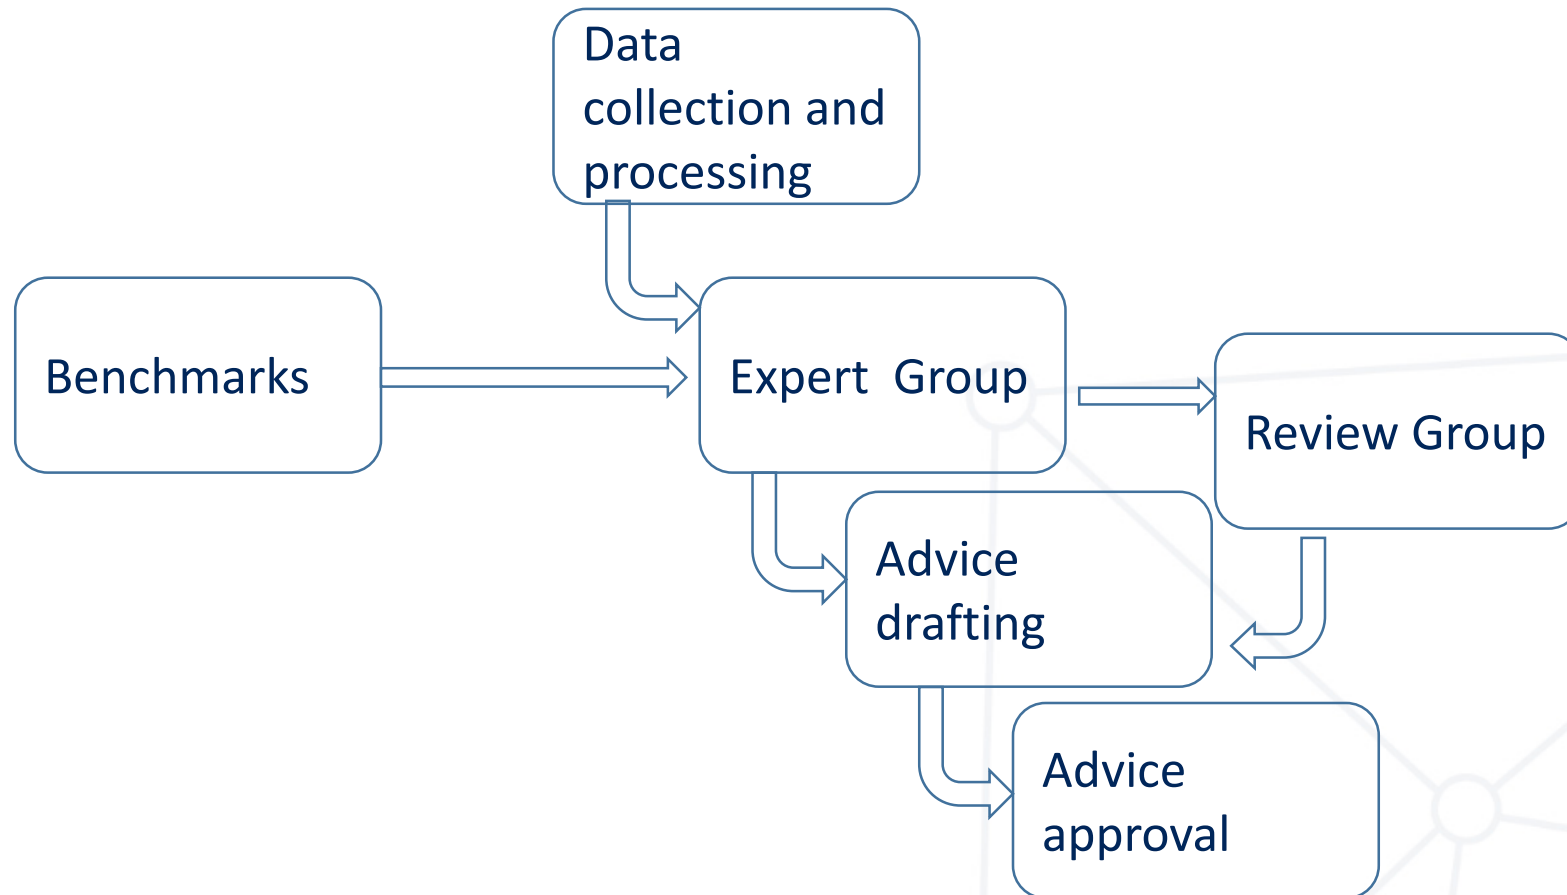 Data
collection and
processing
Benchmarks
Expert  Group
Review Group
Advice
drafting
Advice
approval